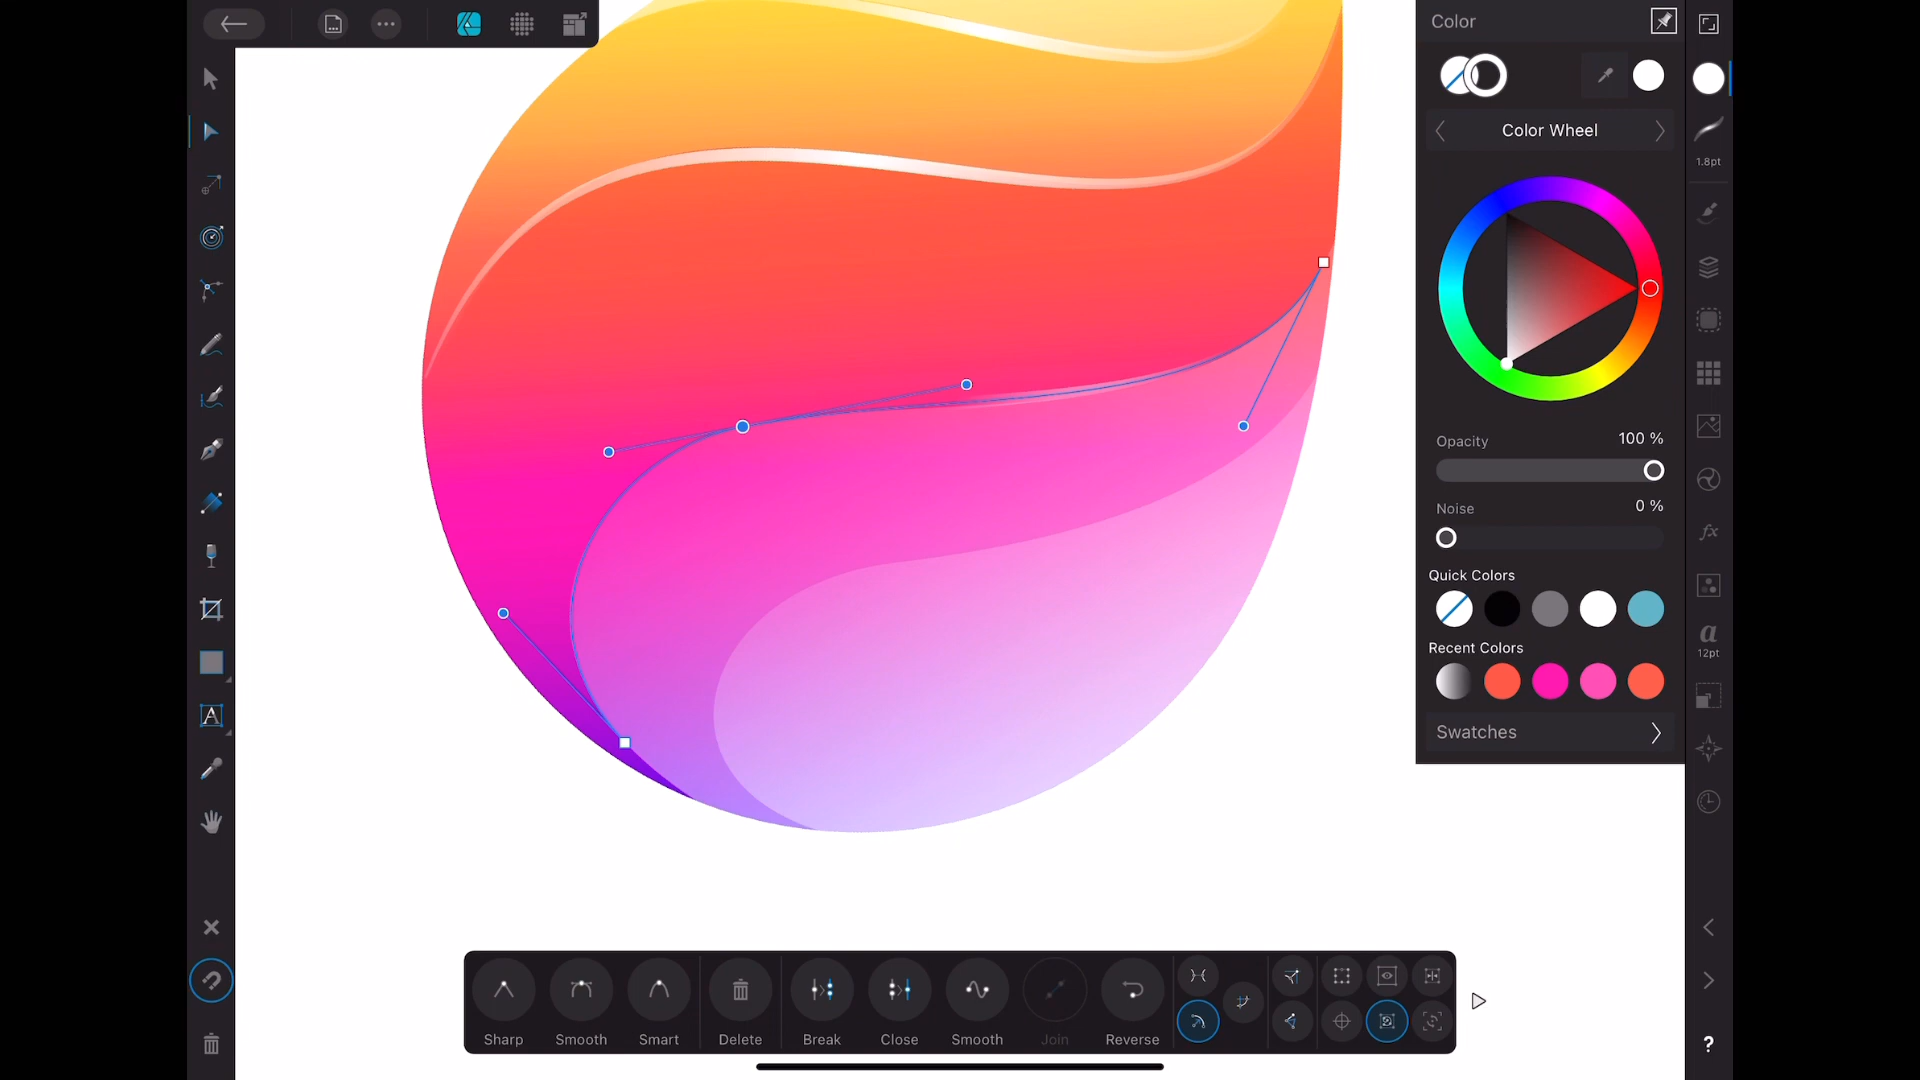 Color
Color Wheel
1.8pt
Opacity
100 %
Noise
0 %
Quick Colors
Recent Colors
a
12pt
fx
Swatches
A
Sharp
Smooth
Smart
Delete
Break
Close
Smooth
Join
Reverse
?